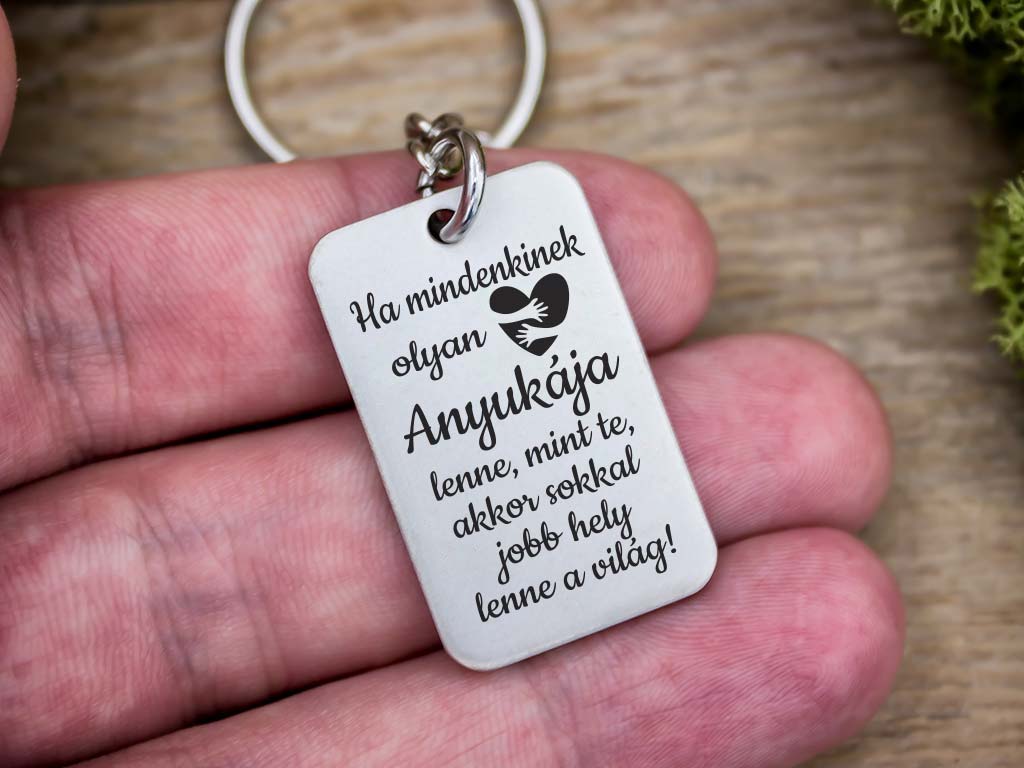 Ha mindenkinek
olyan
Anyukája
lenne, mint te,
akkor sokkal
jobb hely
lenne a világ!